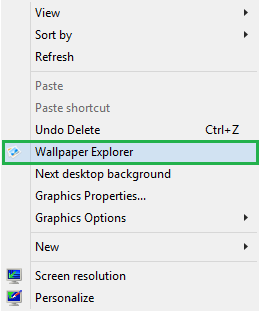 View
Sort by
Refresh
Paste
Paste shortcut
Undo Delete Ctrl+Z
Wallpaper Explorer
Next desktop background
Graphics Properties...
Graphics Options
New
Screen resolution
Personalize